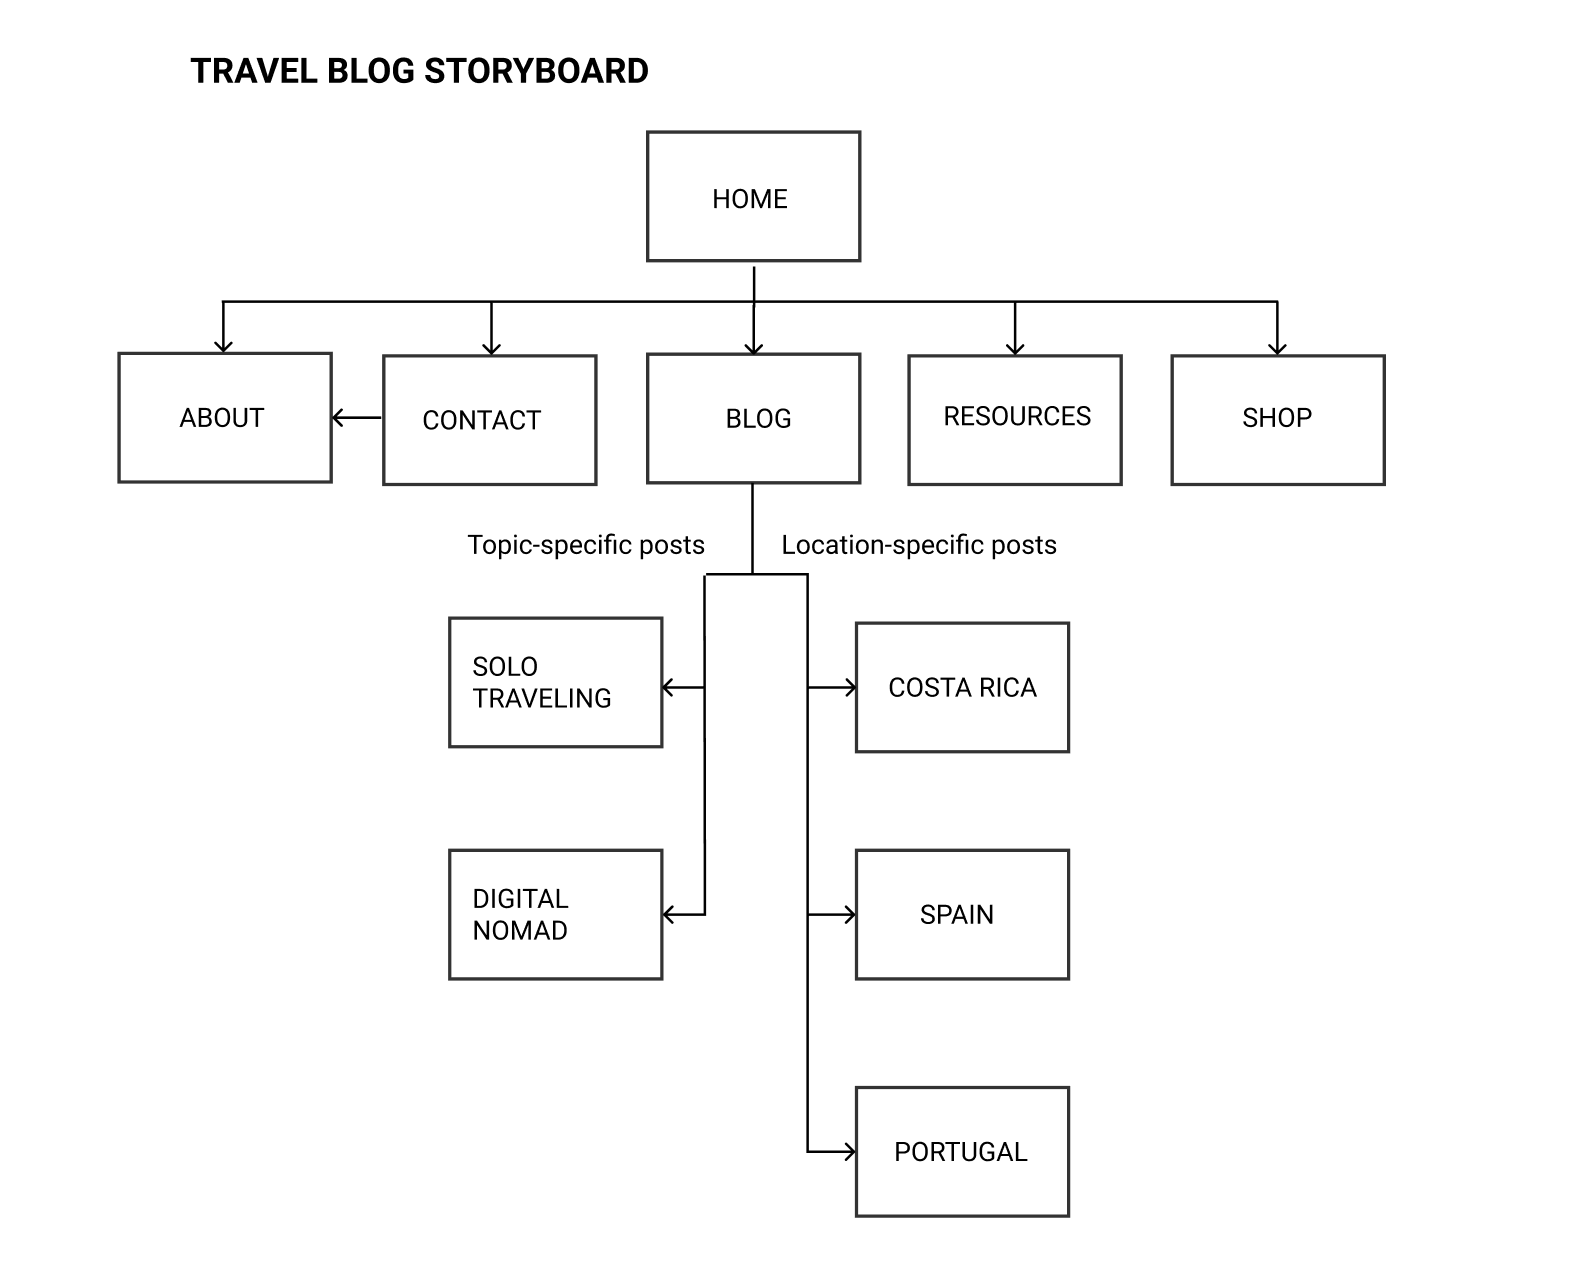 TRAVEL BLOG STORYBOARD
HOME
ABOUT
CONTACT
BLOG
RESOURCES
SHOP
Topic-specific posts
Location-specific posts
SOLO
TRAVELING
COSTA RICA
DIGITAL
NOMAD
SPAIN
PORTUGAL